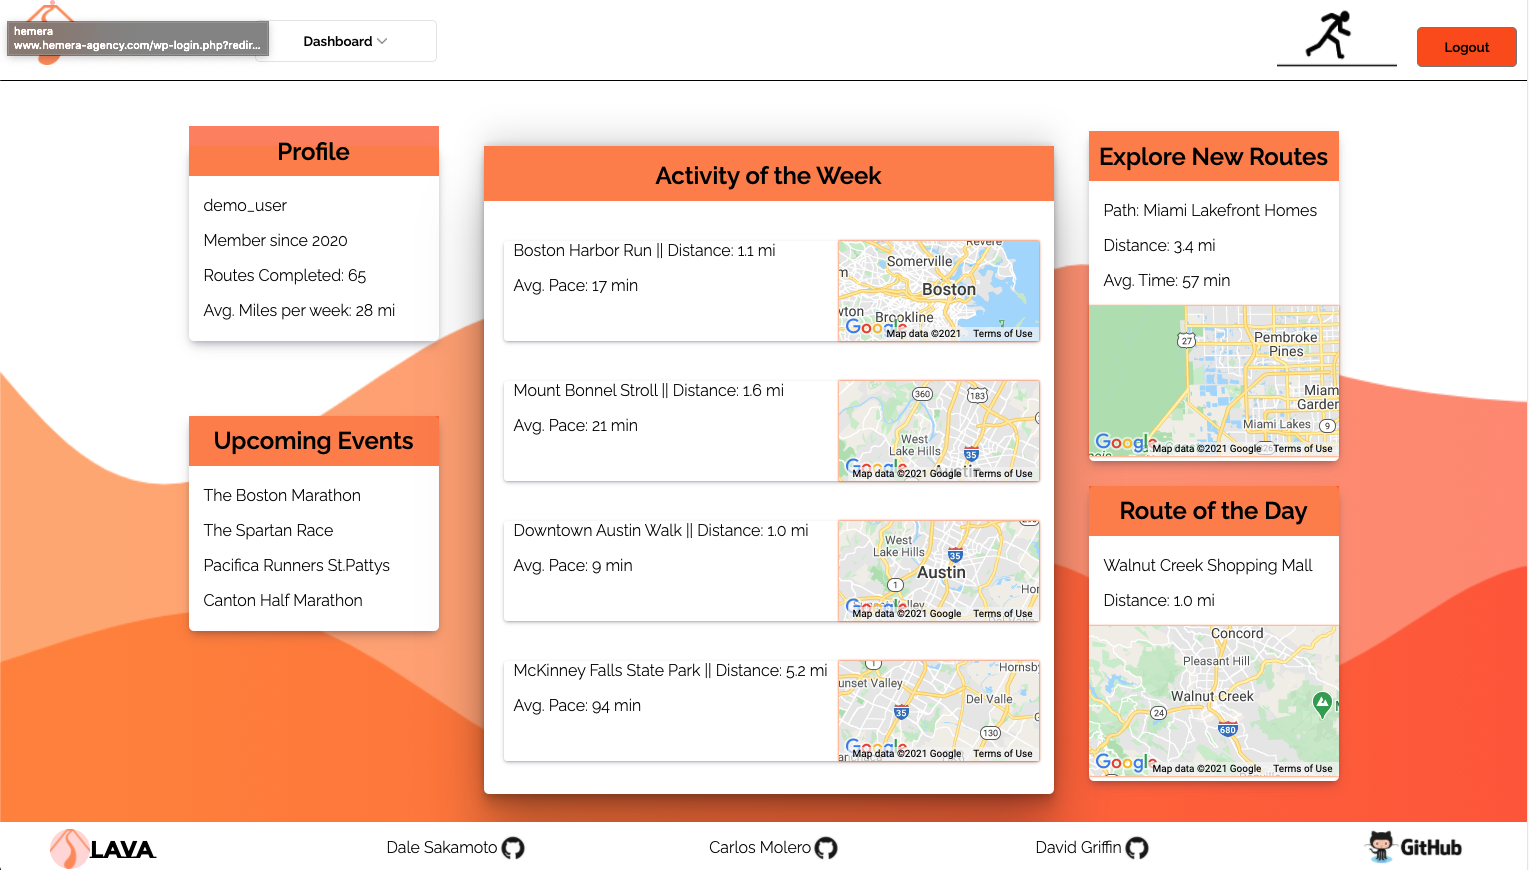 hemera
www.hemera-agency.com/wp-login.php?redir...
Dashboard
Logout
Profile
demo_user
Member since 2020
Routes Completed: 65
Avg. Miles per week: 28 mi
Upcoming Events
The Boston Marathon
The Spartan Race
Pacifica Runners St.Pattys
Canton Half Marathon
Activity of the Week
Boston Harbor Run || Distance: 1.1 mi
Avg. Pace: 17 min
Revere
Somerville
Boston
Brookline
Google
Map data ©2021 Terms of Use
Mount Bonnel Stroll || Distance: 1.6 mi
Avg. Pace: 21 min
360
183
West
Lake Hills
35
Google
Map data ©2021 Google Terms of Use
Downtown Austin Walk || Distance: 1.0 mi
Avg. Pace: 9 min
West
Lake Hills
35
Austin
1
Google
Map data ©2021 Google Terms of Use
McKinney Falls State Park || Distance: 5.2 mi
Avg. Pace: 94 min
1
Hornsb
unset Valley
Del Valle
35
130
Google
Map data ©2021 Google Terms of Use
Explore New Routes
Path: Miami Lakefront Homes
Distance: 3.4 mi
Avg. Time: 57 min
27
Pembroke
Pines
Miam
Garden
Miami Lakes
9
Google
Map data ©2021 Google Terms of Use
Route of the Day
Walnut Creek Shopping Mall
Distance: 1.0 mi
Concord
Pleasant Hill
Walnut Creek
24
680
Google
Map data ©2021 Google Terms of Use
LAVA
Dale Sakamoto
Carlos Molero
David Griffin
GitHub